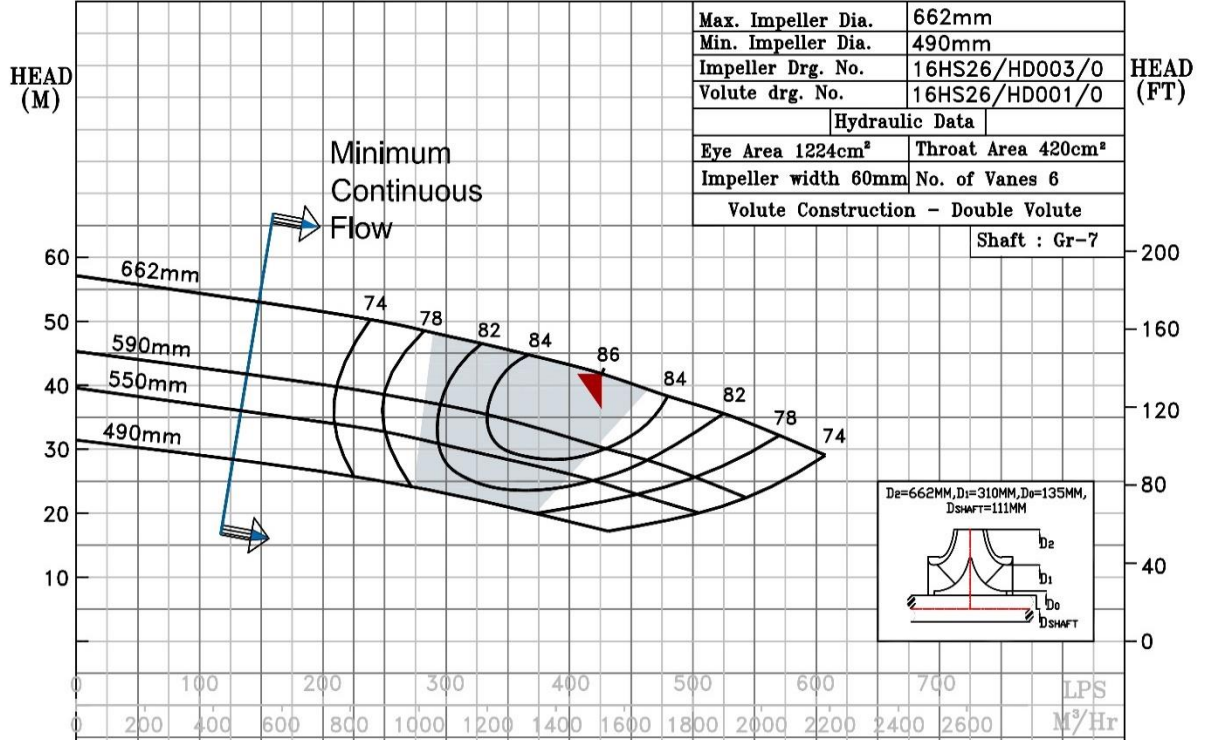 Max. Impeller Dia. 662mm
Min. Impeller Dia. 490mm
Impeller Drg. No. 16HS26/HD003/0
Volute drg. No. 16HS26/HD001/0
Hydraulic Data
Eye Area 1224cm² Throat Area 420cm²
Impeller width 60mm No. of Vanes 6
Volute Construction – Double Volute
Shaft : Gr-7
HEAD
(M)
HEAD
(FT)
Minimum
Continuous
Flow
60
50
40
30
20
10
200
160
120
80
40
0
662mm
590mm
550mm
490mm
74 78 82 84 86 84 82 78 74
D2=662MM,D1=310MM,D0=135MM,
DSHAFT=111MM
D2
D1
D0
DSHAFT
0 100 200 300 400 500 600 700 LPS
0 200 400 600 800 1000 1200 1400 1600 1800 2000 2200 2400 2600 M³/Hr